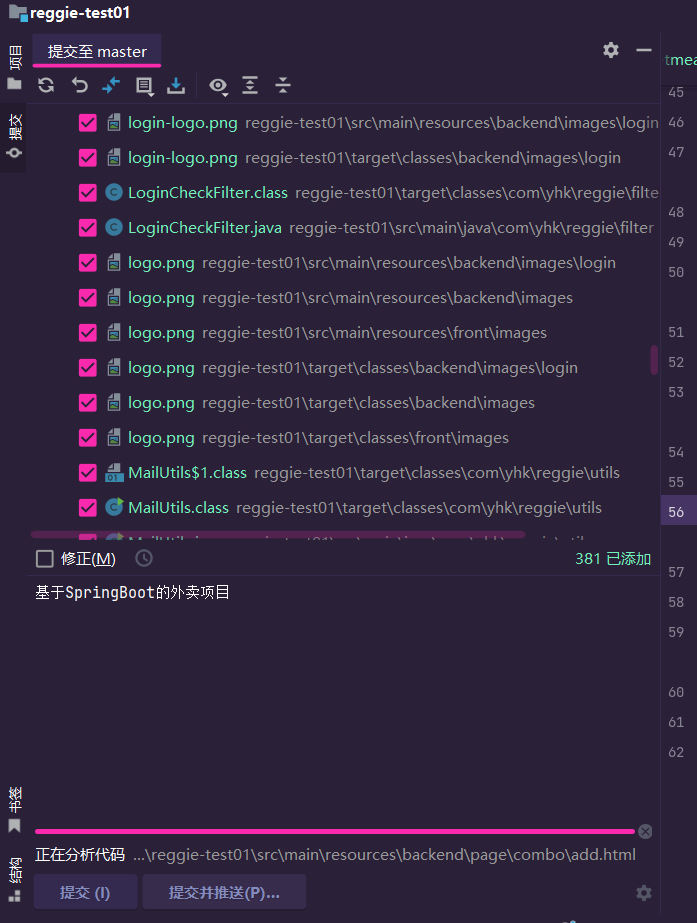 reggie-test01
项目
提交至 master
tmea
提交
login-logo.png reggie-test01\src\main\resources\backend\images\login
login-logo.png reggie-test01\target\classes\backend\images\login
LoginCheckFilter.class reggie-test01\target\classes\com\yhk\reggie\filte
LoginCheckFilter.java reggie-test01\src\main\java\com\yhk\reggie\filter
logo.png reggie-test01\src\main\resources\backend\images\login
logo.png reggie-test01\src\main\resources\backend\images
logo.png reggie-test01\src\main\resources\front\images
logo.png reggie-test01\target\classes\backend\images\login
logo.png reggie-test01\target\classes\backend\images
logo.png reggie-test01\target\classes\front\images
MailUtils$1.class reggie-test01\target\classes\com\yhk\reggie\utils
MailUtils.class reggie-test01\target\classes\com\yhk\reggie\utils
修正(M)
381 已添加
基于SpringBoot的外卖项目
书签
结构
正在分析代码 ...\reggie-test01\src\main\resources\backend\page\combo\add.html
提交 (I)
提交并推送(P)...
45
46
47
48
49
50
51
52
53
54
55
56
57
58
59
60
61
62